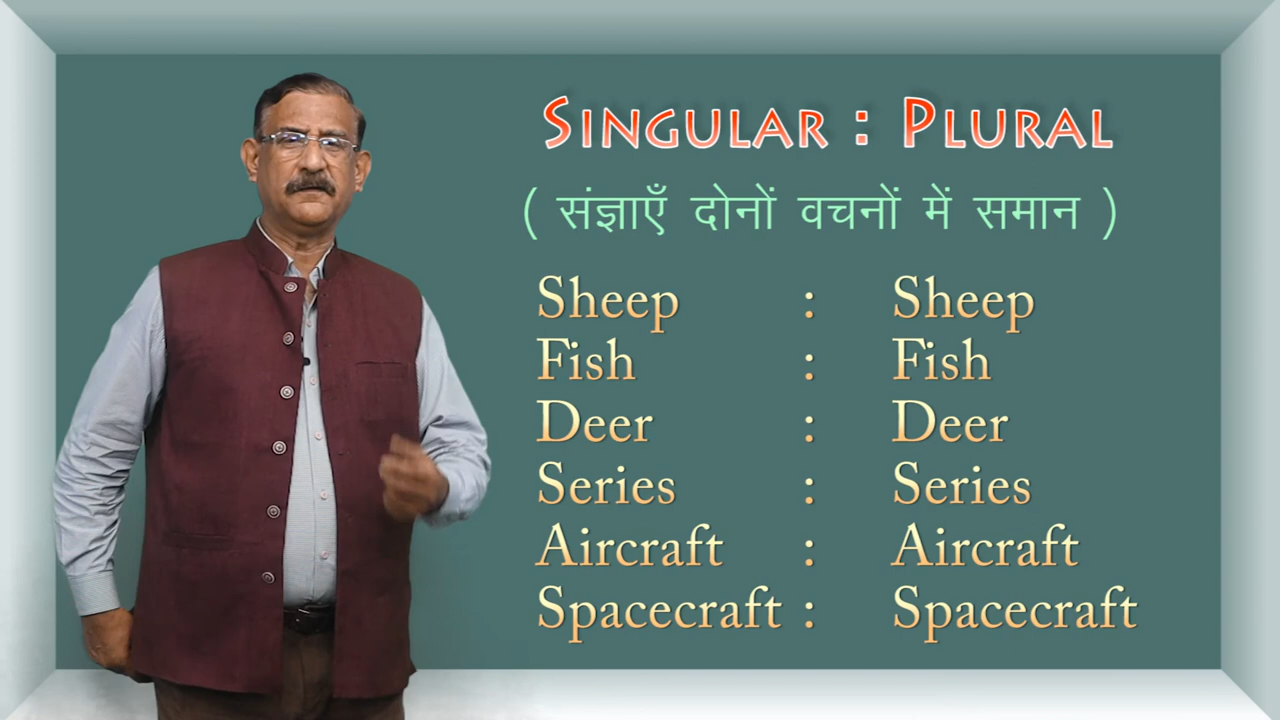 SINGULAR : PLURAL
( संज्ञाएँ दोनों वचनों में समान )
Sheep : Sheep
Fish : Fish
Deer : Deer
Series : Series
Aircraft : Aircraft
Spacecraft : Spacecraft